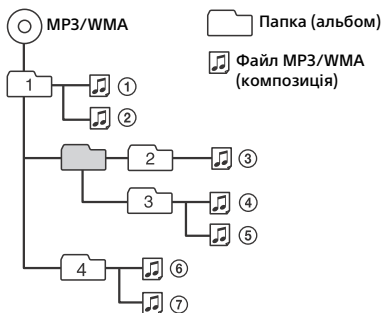 MP3/WMA
Папка (альбом)
Файл MP3/WMA
(композиція)
1
①
②
2
③
3
④
⑤
4
⑥
⑦